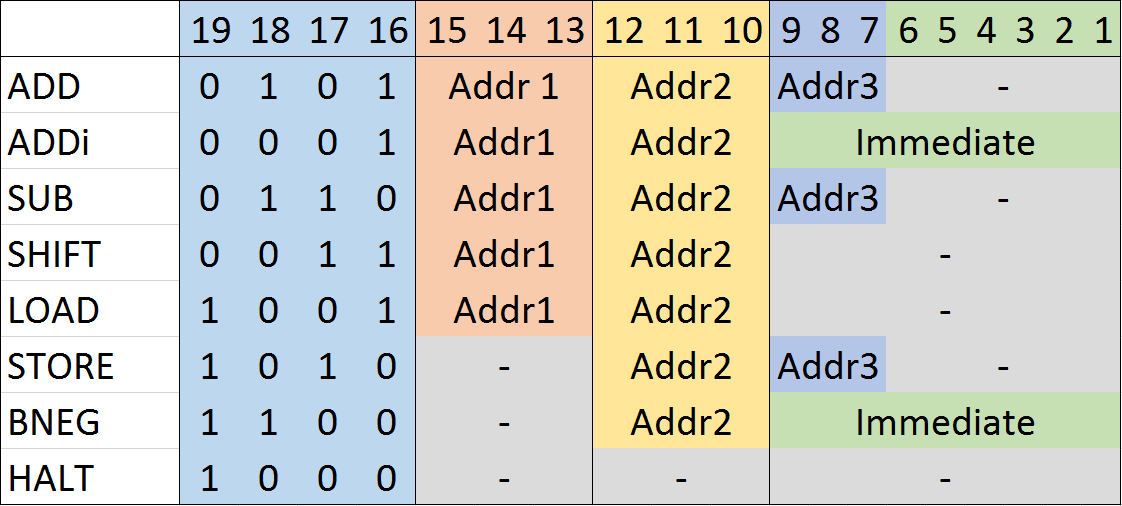 19 18 17 16 15 14 13 12 11 10 9 8 7 6 5 4 3 2 1
ADD 0 1 0 1 Addr 1 Addr2 Addr3 -
ADDi 0 0 0 1 Addr1 Addr2 Immediate
SUB 0 1 1 0 Addr1 Addr2 Addr3 -
SHIFT 0 0 1 1 Addr1 Addr2 -
LOAD 1 0 0 1 Addr1 Addr2 -
STORE 1 0 1 0 - Addr2 Addr3 -
BNEG 1 1 0 0 - Addr2 Immediate
HALT 1 0 0 0 - - -